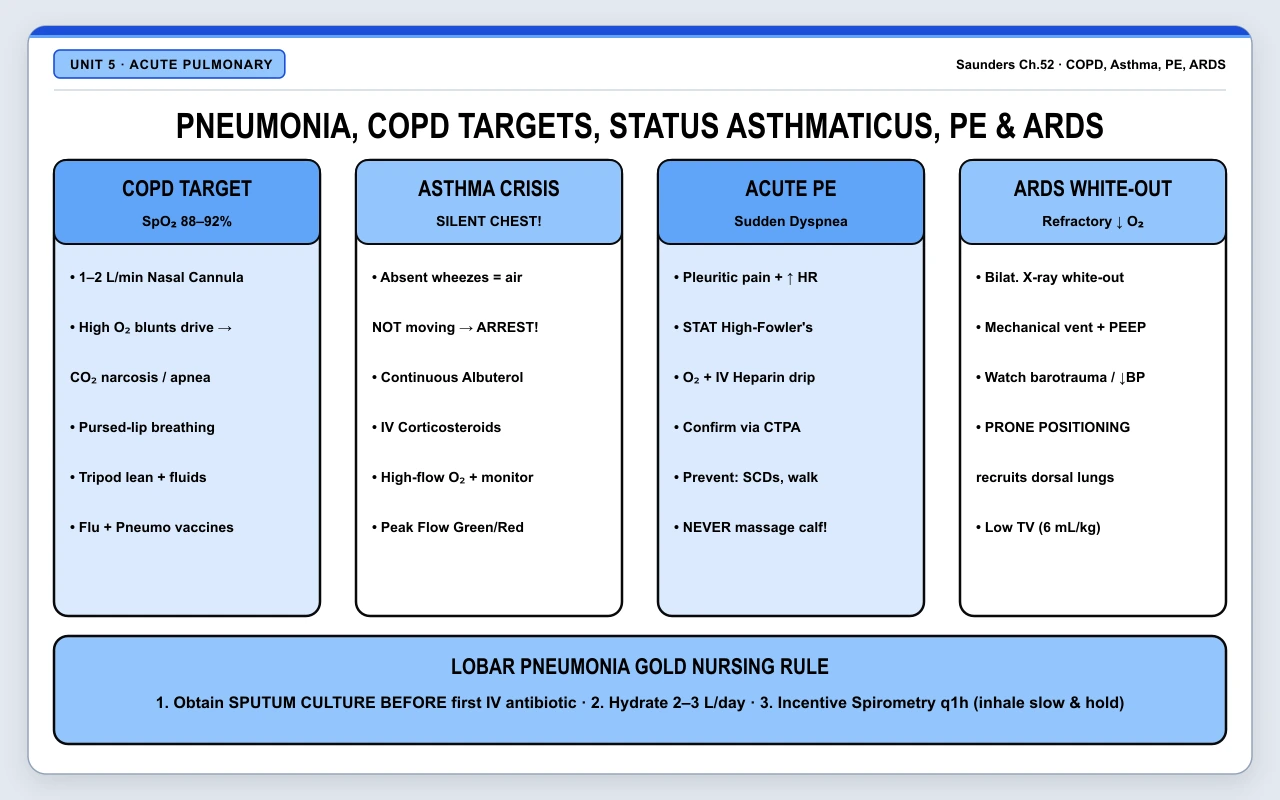 UNIT 5 · ACUTE PULMONARY
Saunders Ch.52 · COPD, Asthma, PE, ARDS
PNEUMONIA, COPD TARGETS, STATUS ASTHMATICUS, PE & ARDS
COPD TARGET
SpO₂ 88–92%
• 1–2 L/min Nasal Cannula
• High O₂ blunts drive →
CO₂ narcosis / apnea
• Pursed-lip breathing
• Tripod lean + fluids
• Flu + Pneumo vaccines
ASTHMA CRISIS
SILENT CHEST!
• Absent wheezes = air
NOT moving → ARREST!
• Continuous Albuterol
• IV Corticosteroids
• High-flow O₂ + monitor
• Peak Flow Green/Red
ACUTE PE
Sudden Dyspnea
• Pleuritic pain + ↑ HR
• STAT High-Fowler's
• O₂ + IV Heparin drip
• Confirm via CTPA
• Prevent: SCDs, walk
• NEVER massage calf!
ARDS WHITE-OUT
Refractory ↓ O₂
• Bilat. X-ray white-out
• Mechanical vent + PEEP
• Watch barotrauma / ↓BP
• PRONE POSITIONING
recruits dorsal lungs
• Low TV (6 mL/kg)
LOBAR PNEUMONIA GOLD NURSING RULE
1. Obtain SPUTUM CULTURE BEFORE first IV antibiotic · 2. Hydrate 2–3 L/day · 3. Incentive Spirometry q1h (inhale slow & hold)